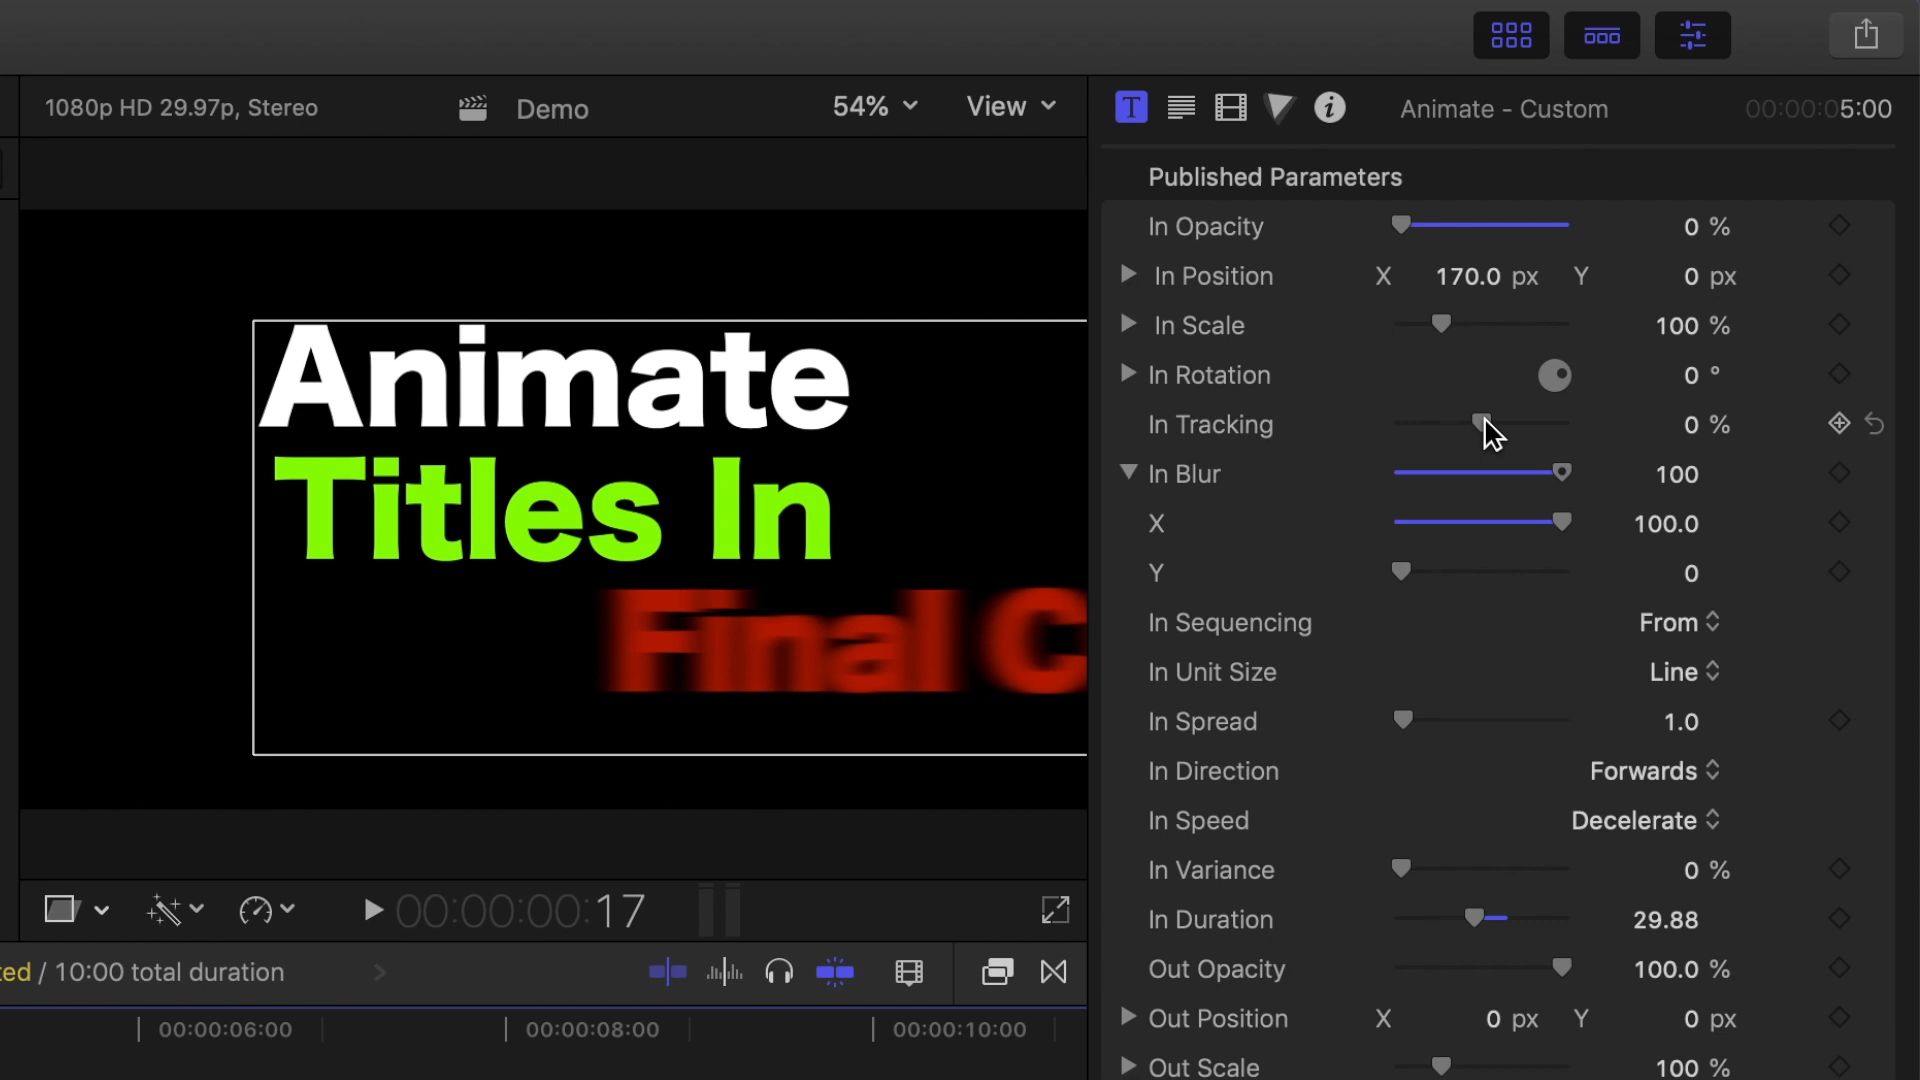 1080p HD 29.97p, Stereo
Demo
54%
View
T
i
Animate - Custom
00:00:05:00
Published Parameters
In Opacity 0 %
In Position X 170.0 px Y 0 px
In Scale 100 %
In Rotation 0 °
In Tracking 0 %
In Blur 100
X 100.0
Y 0
In Sequencing From
In Unit Size Line
In Spread 1.0
In Direction Forwards
In Speed Decelerate
In Variance 0 %
In Duration 29.88
Out Opacity 100.0 %
Out Position X 0 px Y 0 px
Out Scale 100 %
Animate
Titles In
Final C
00:00:00:17
ted / 10:00 total duration
00:00:06:00
00:00:08:00
00:00:10:00